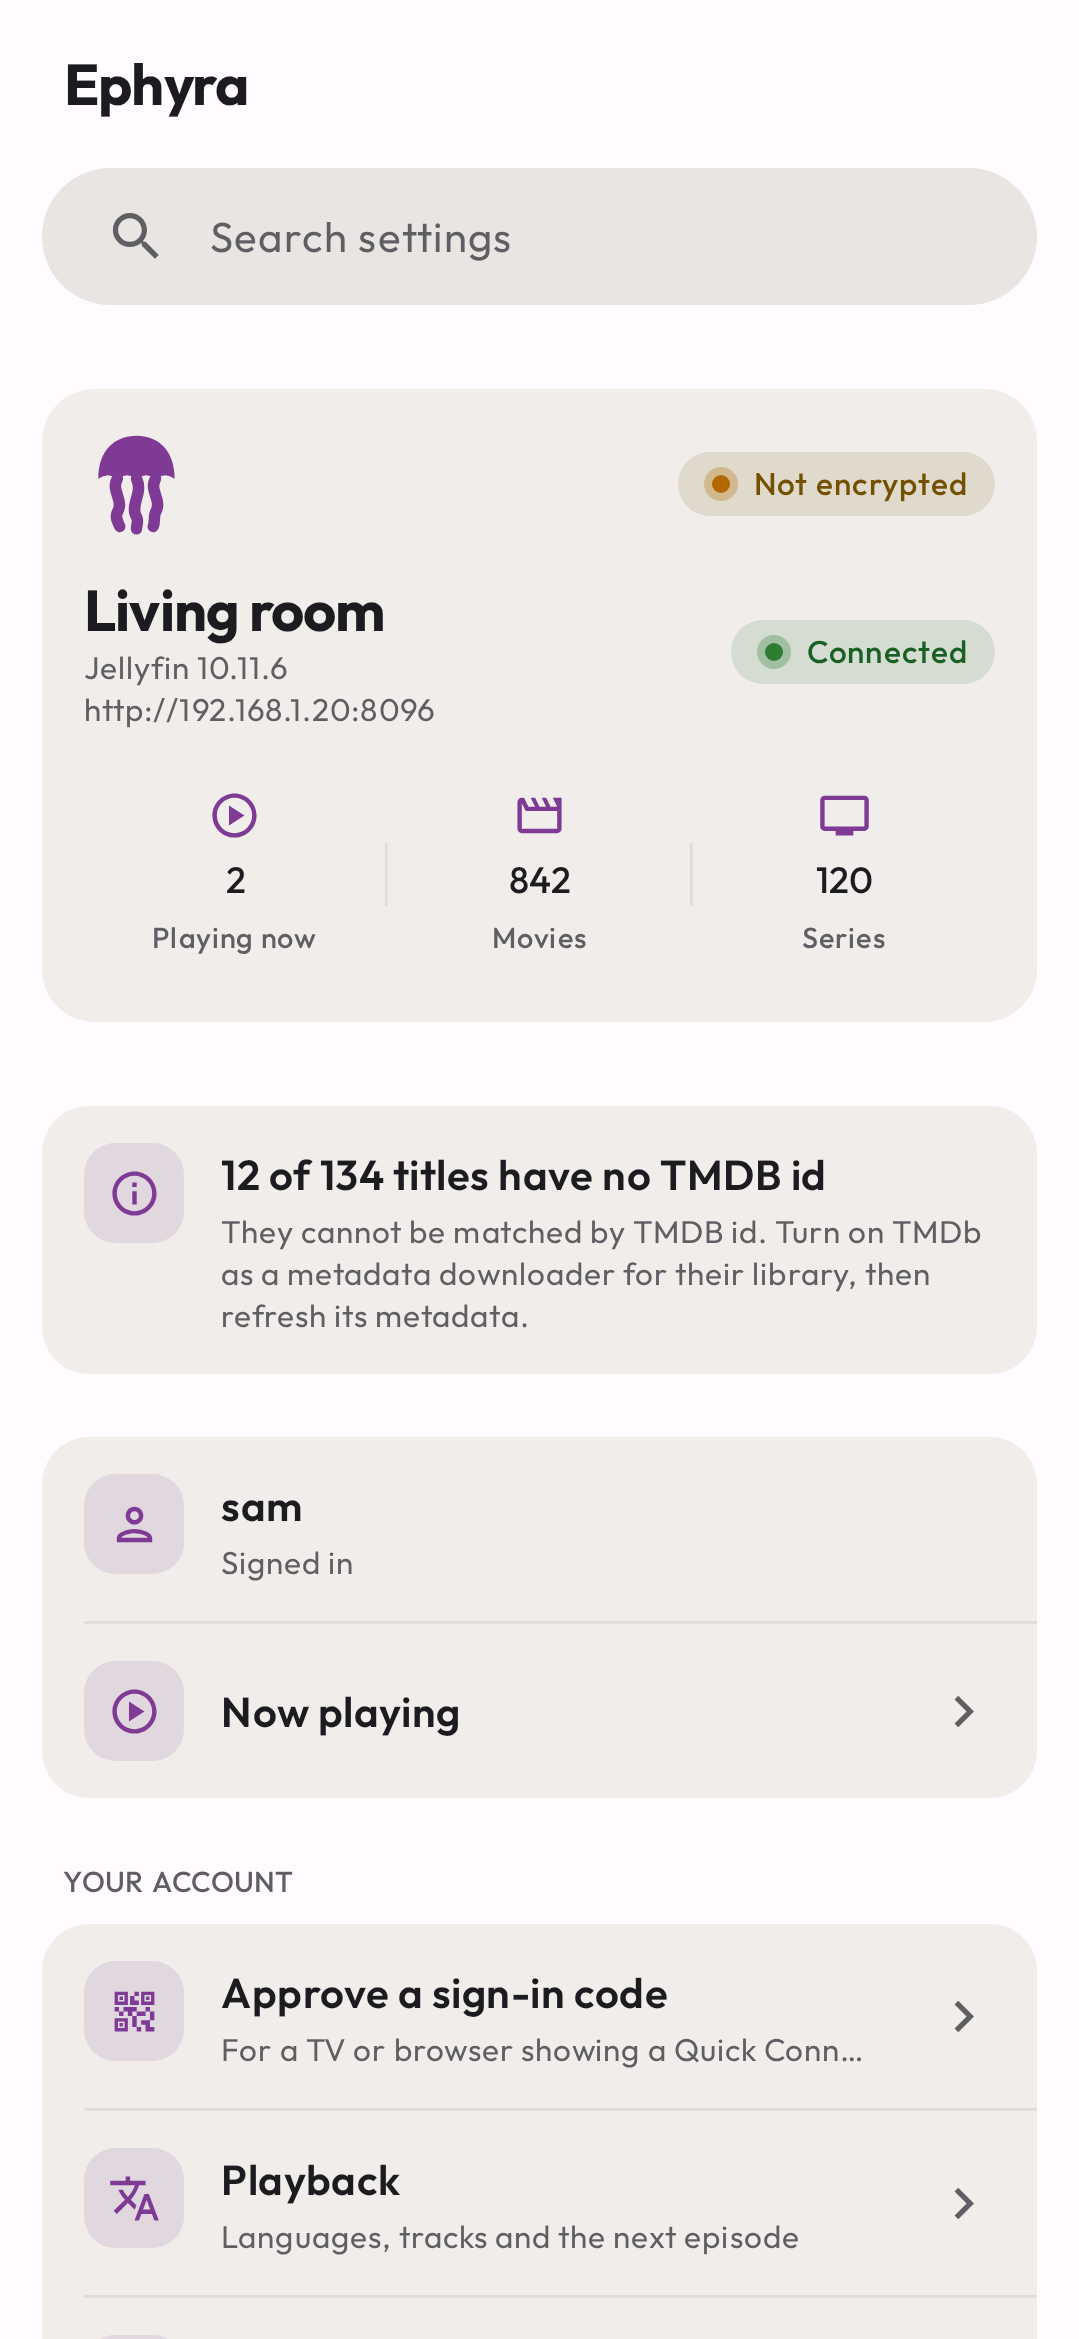 Ephyra
Search settings
Not encrypted
Living room
Jellyfin 10.11.6
http://192.168.1.20:8096
Connected
2
Playing now
842
Movies
120
Series
12 of 134 titles have no TMDB id
They cannot be matched by TMDB id. Turn on TMDb
as a metadata downloader for their library, then
refresh its metadata.
sam
Signed in
Now playing
YOUR ACCOUNT
Approve a sign-in code
For a TV or browser showing a Quick Conn…
Playback
Languages, tracks and the next episode